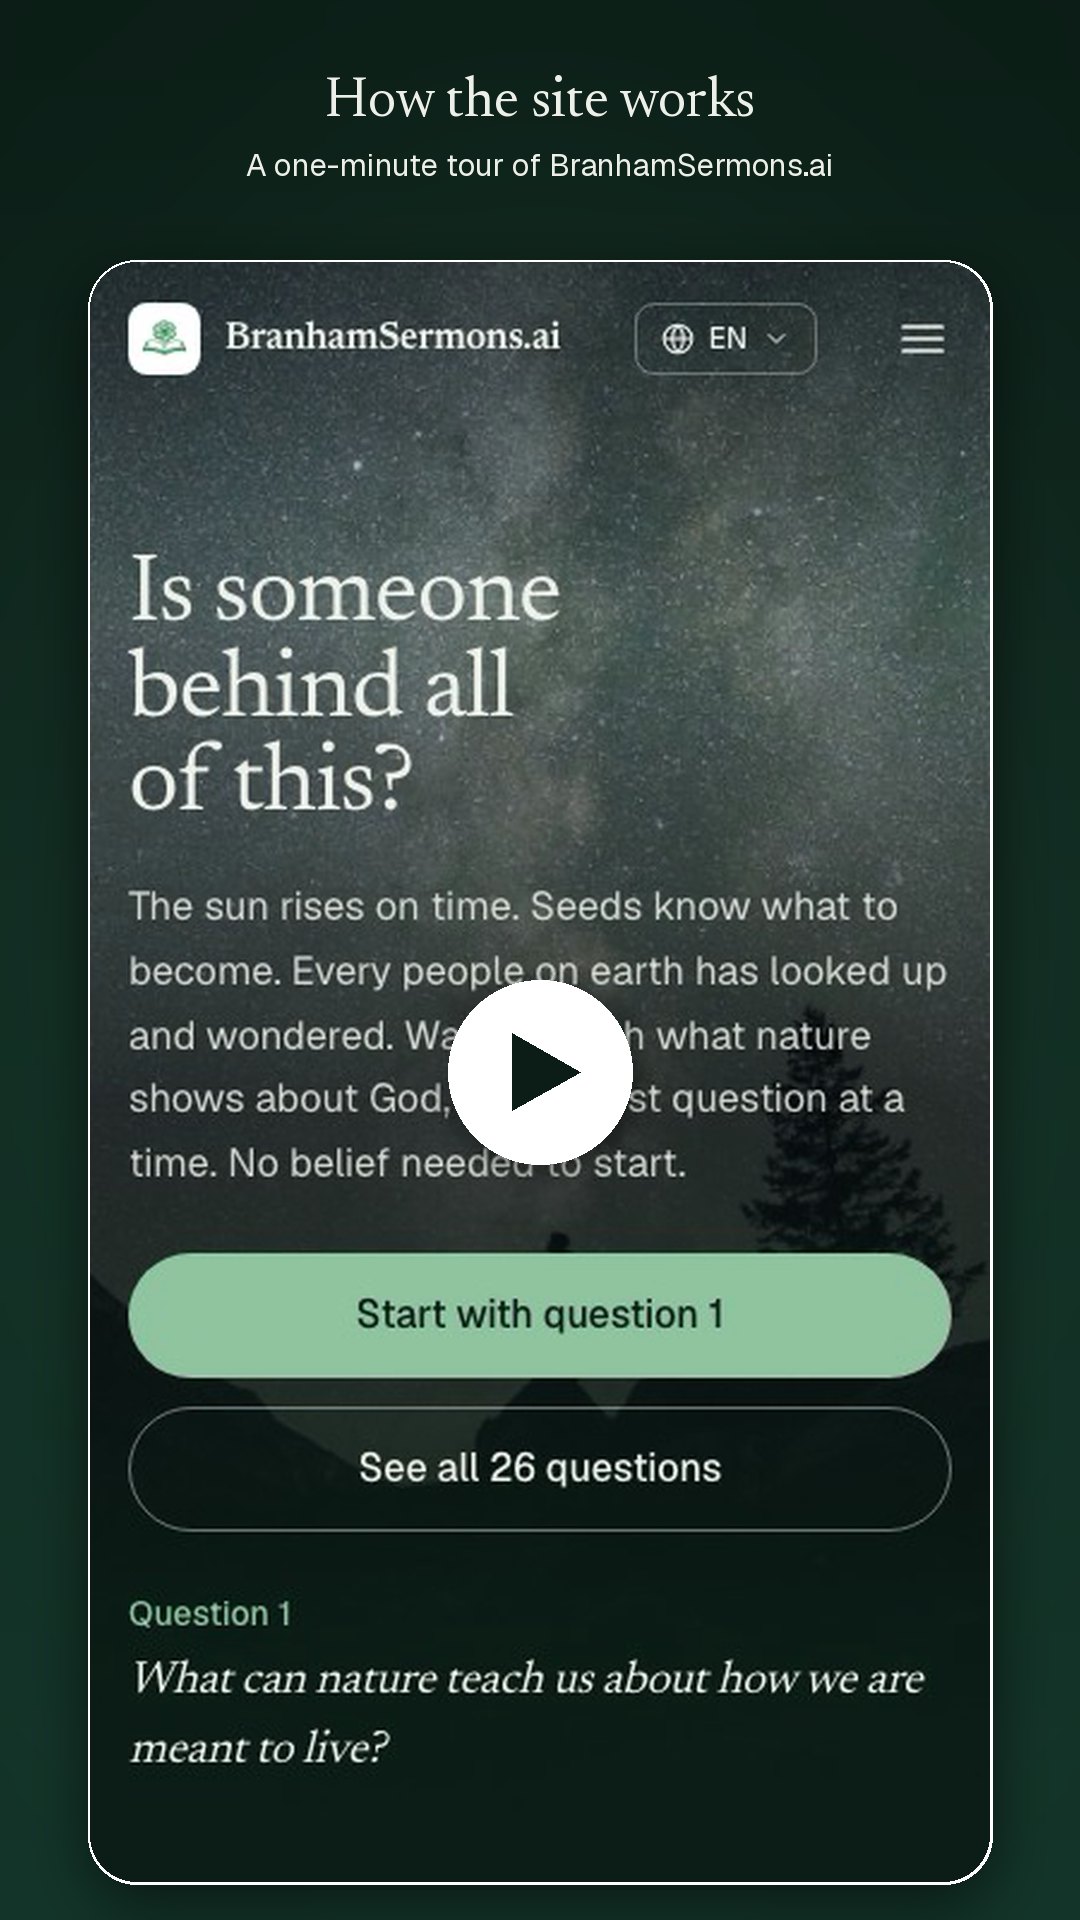 How the site works
A one-minute tour of BranhamSermons.ai
BranhamSermons.ai
EN
Is someone
behind all
of this?
The sun rises on time. Seeds know what to
become. Every people on earth has looked up
and wondered. what nature
shows about God, question at a
time. No belief needed to start.
Start with question 1
See all 26 questions
Question 1
What can nature teach us about how we are
meant to live?